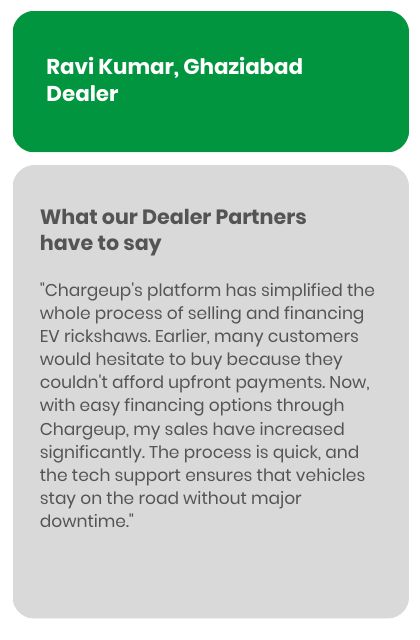 Ravi Kumar, Ghaziabad
Dealer
What our Dealer Partners
have to say
"Chargeup's platform has simplified the
whole process of selling and financing
EV rickshaws. Earlier, many customers
would hesitate to buy because they
couldn't afford upfront payments. Now,
with easy financing options through
Chargeup, my sales have increased
significantly. The process is quick, and
the tech support ensures that vehicles
stay on the road without major
downtime."